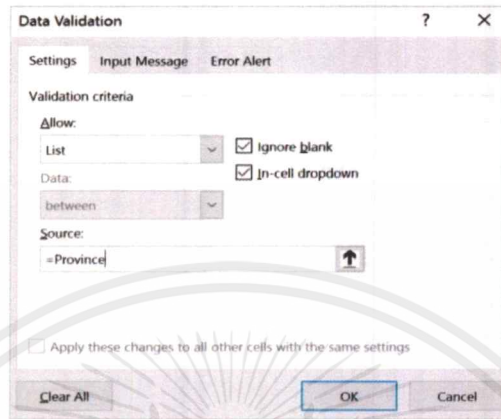 Data Validation ? ×
Settings Input Message Error Alert
Validation criteria
Allow:
List
Ignore blank
Data:
In-cell dropdown
between
Source:
=Province
Apply these changes to all other cells with the same settings
Clear All OK Cancel